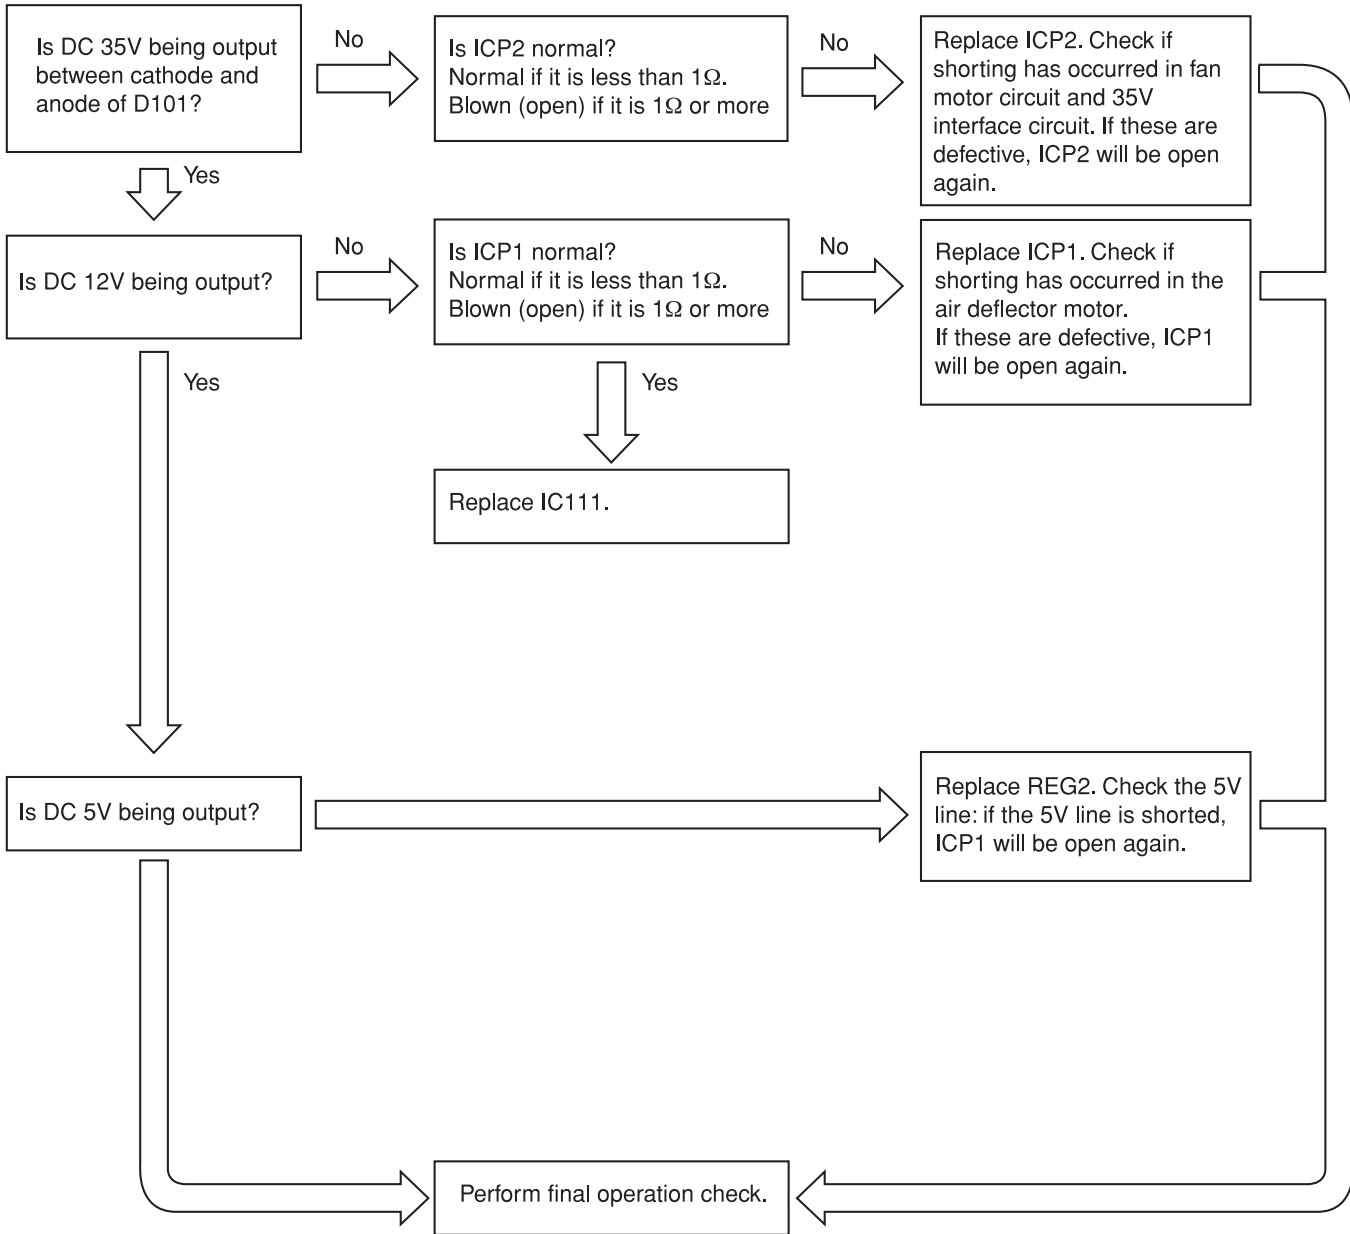 Is DC 35V being output
between cathode and
anode of D101?
No
Is ICP2 normal?
Normal if it is less than 1Ω.
Blown (open) if it is 1Ω or more
No
Replace ICP2. Check if
shorting has occurred in fan
motor circuit and 35V
interface circuit. If these are
defective, ICP2 will be open
again.
Yes
Is DC 12V being output?
No
Is ICP1 normal?
Normal if it is less than 1Ω.
Blown (open) if it is 1Ω or more
No
Replace ICP1. Check if
shorting has occurred in the
air deflector motor.
If these are defective, ICP1
will be open again.
Yes
Yes
Replace IC111.
Is DC 5V being output?
Replace REG2. Check the 5V
line: if the 5V line is shorted,
ICP1 will be open again.
Perform final operation check.